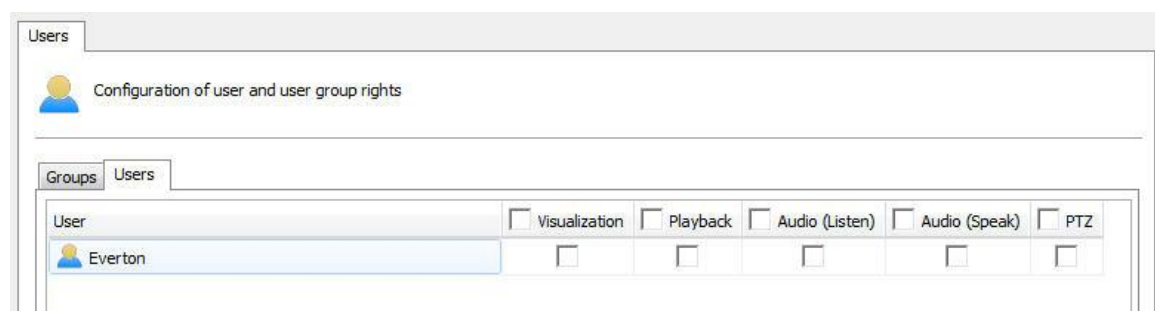 Users
Configuration of user and user group rights
Groups Users
User Visualization Playback Audio (Listen) Audio (Speak) PTZ
Everton